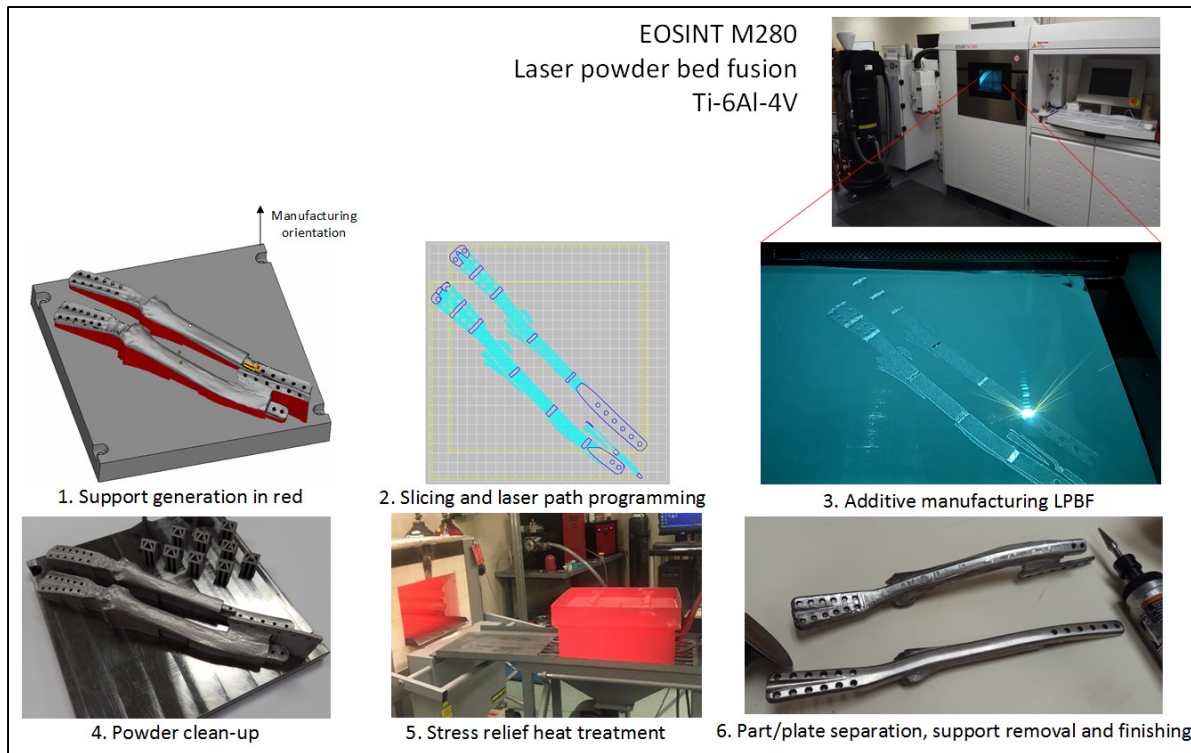 EOSINT M280
Laser powder bed fusion
Ti-6Al-4V
Manufacturing
orientation
1. Support generation in red
2. Slicing and laser path programming
3. Additive manufacturing LPBF
4. Powder clean-up
5. Stress relief heat treatment
6. Part/plate separation, support removal and finishing